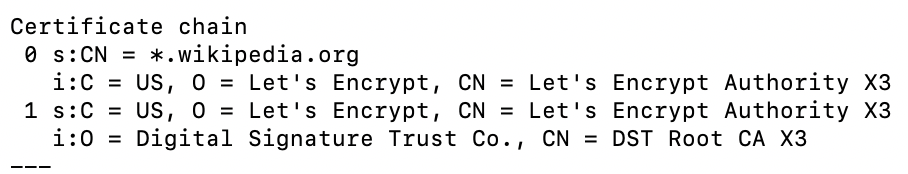 Certificate chain
 0 s:CN = *.wikipedia.org
   i:C = US, O = Let's Encrypt, CN = Let's Encrypt Authority X3
 1 s:C = US, O = Let's Encrypt, CN = Let's Encrypt Authority X3
   i:O = Digital Signature Trust Co., CN = DST Root CA X3
---